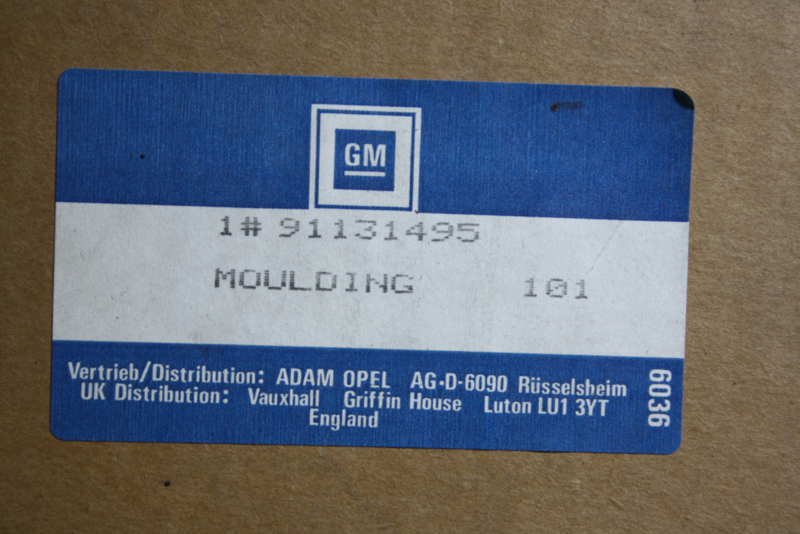 GM
1# 91131495
MOULDING 101
Vertrieb/Distribution: ADAM OPEL AG·D-6090 Rüsselsheim
UK Distribution: Vauxhall Griffin House Luton LU1 3YT
England
6036